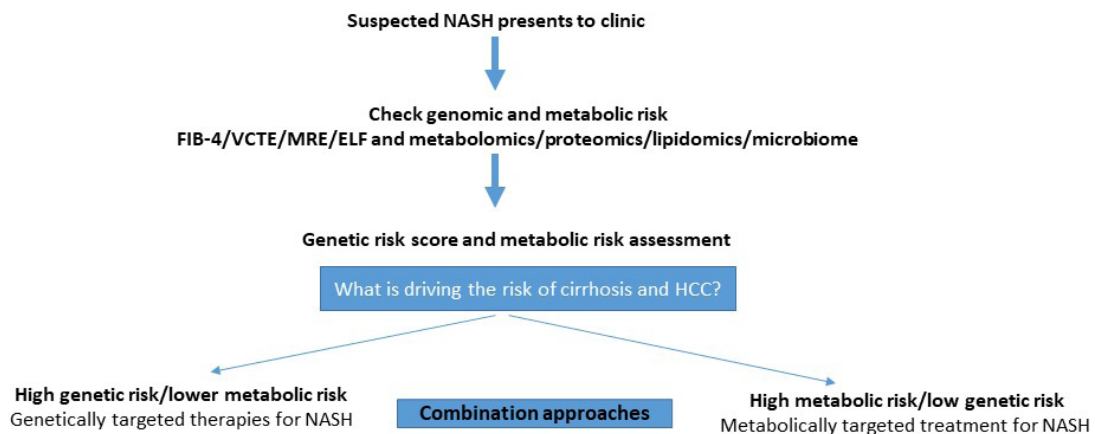 Suspected NASH presents to clinic
Check genomic and metabolic risk
FIB-4/VCTE/MRE/ELF and metabolomics/proteomics/lipidomics/microbiome
Genetic risk score and metabolic risk assessment
What is driving the risk of cirrhosis and HCC?
High genetic risk/lower metabolic risk
Genetically targeted therapies for NASH
Combination approaches
High metabolic risk/low genetic risk
Metabolically targeted treatment for NASH